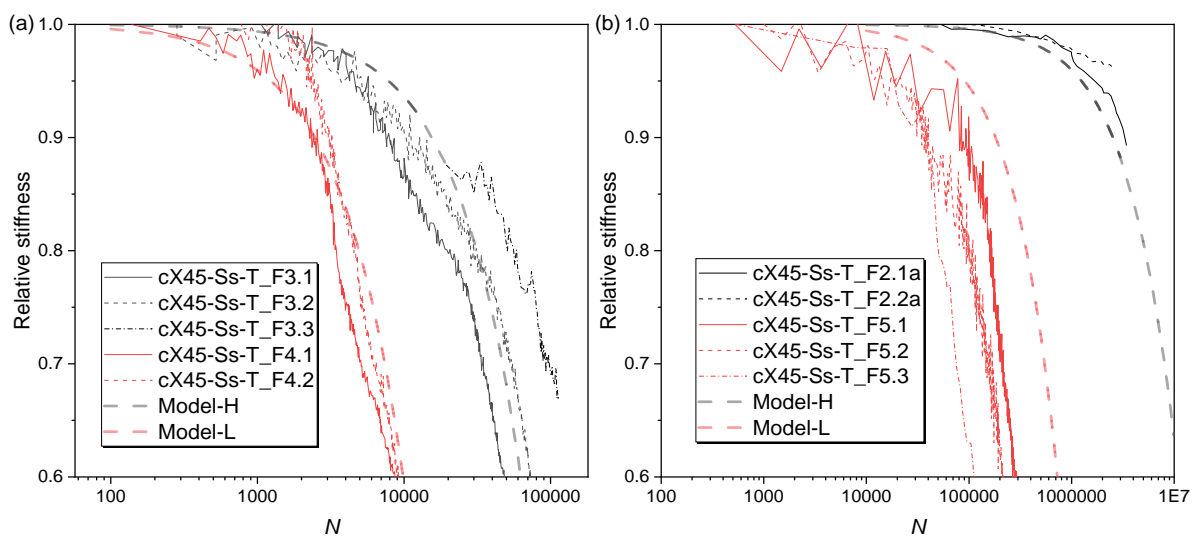 (a)
1.0
0.9
0.8
0.7
0.6
Relative stiffness
cX45-Ss-T_F3.1
cX45-Ss-T_F3.2
cX45-Ss-T_F3.3
cX45-Ss-T_F4.1
cX45-Ss-T_F4.2
Model-H
Model-L
100 1000 10000 100000
N
(b)
1.0
0.9
0.8
0.7
0.6
Relative stiffness
cX45-Ss-T_F2.1a
cX45-Ss-T_F2.2a
cX45-Ss-T_F5.1
cX45-Ss-T_F5.2
cX45-Ss-T_F5.3
Model-H
Model-L
100 1000 10000 100000 1000000 1E7
N